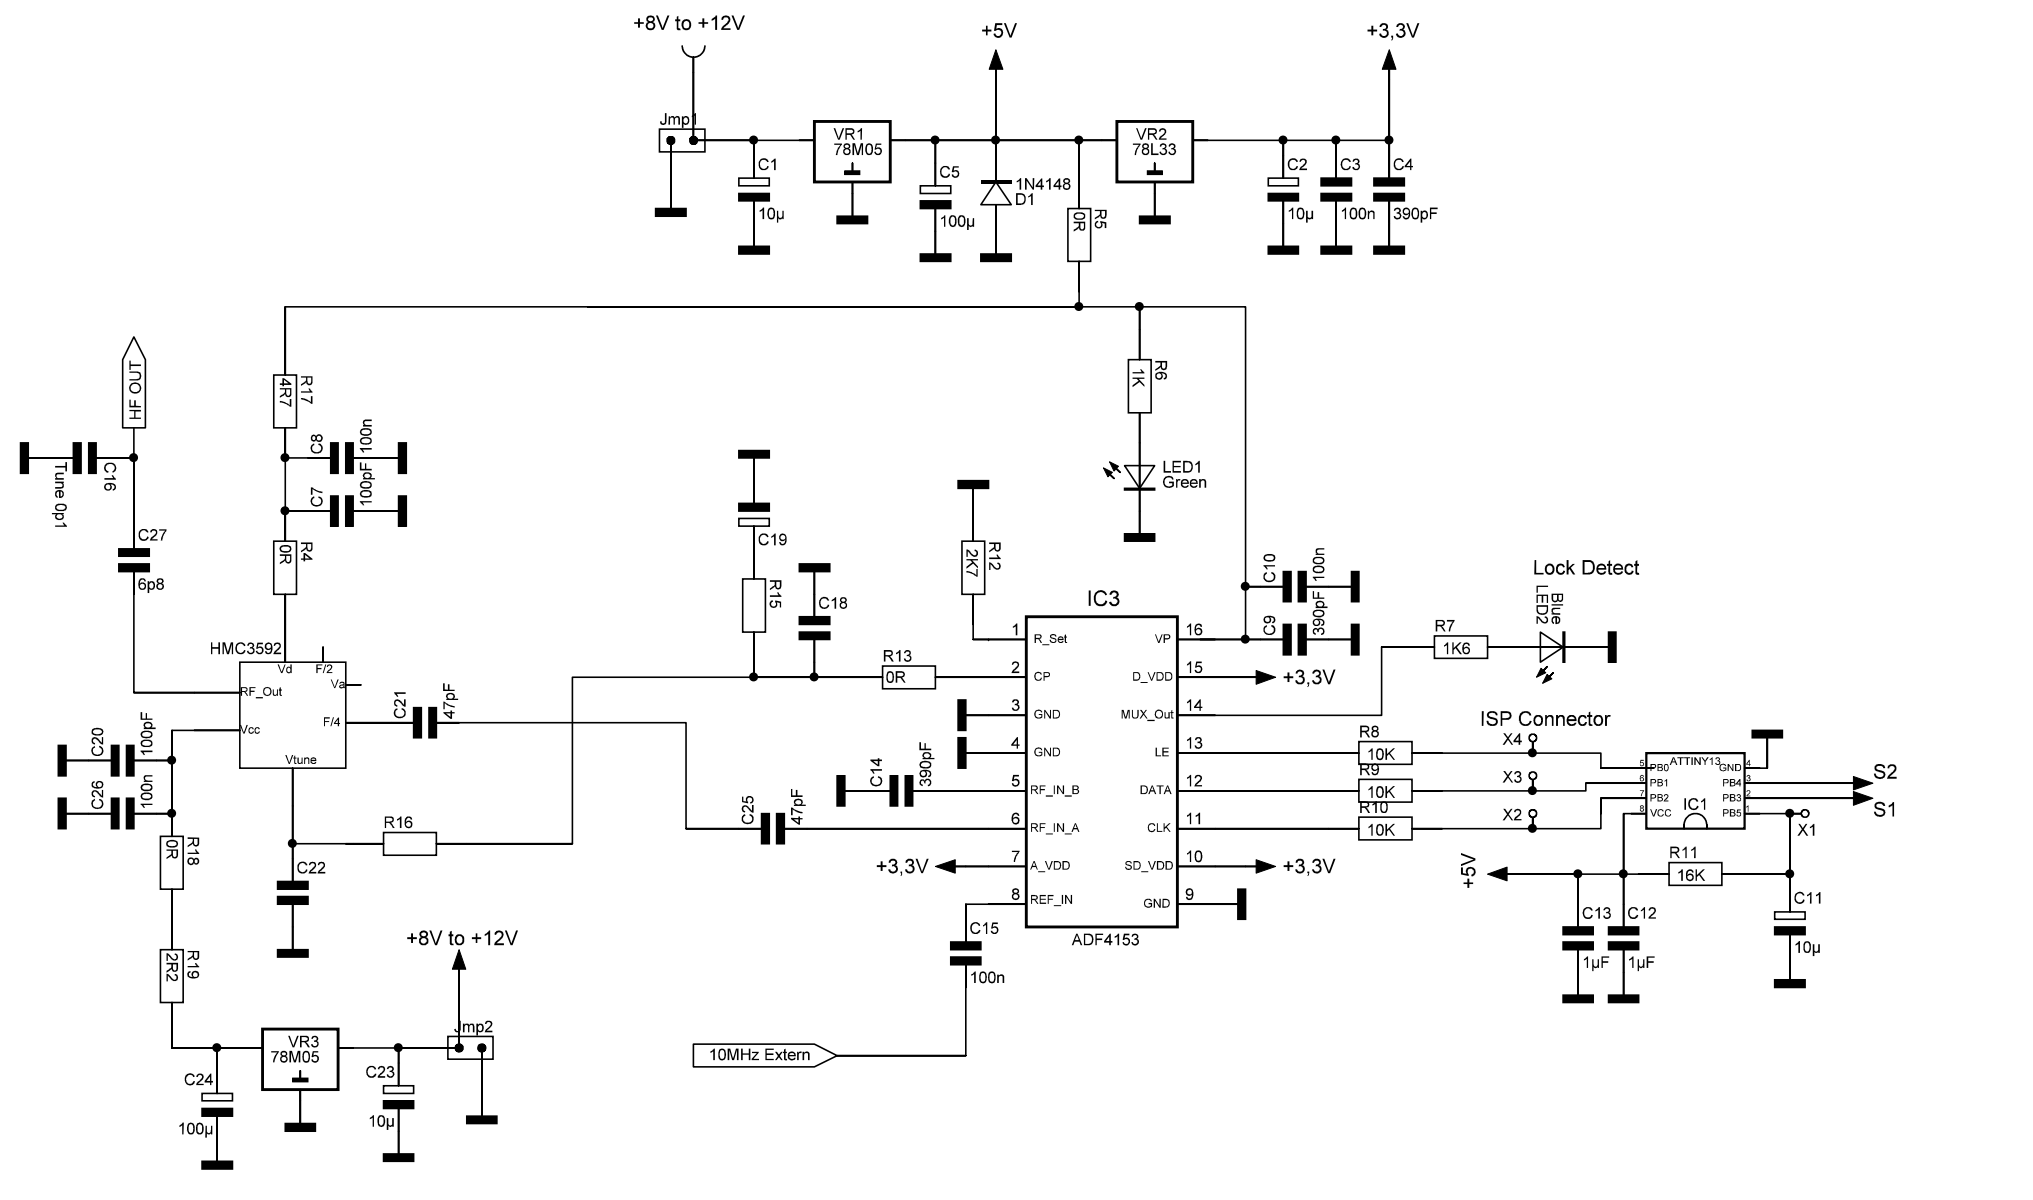 +8V to +12V
+5V
+3,3V
Jmp1
VR1
78M05
VR2
78L33
C1
10µ
C5
100µ
1N4148
D1
R5
0R
C2
10µ
C3
100n
C4
390pF
HF OUT
R17
4R7
C8
100n
C7
100pF
R4
0R
C16
Tune 0p1
C27
6p8
R6
1K
LED1
Green
C19
R15
C18
R12
2K7
C10
100n
C9
390pF
Lock Detect
Blue
LED2
R7
1K6
HMC3592
Vd
F/2
Va
RF_Out
F/4
Vcc
Vtune
C21
47pF
R13
0R
IC3
1
R_Set
2
CP
3
GND
4
GND
5
RF_IN_B
6
RF_IN_A
7
A_VDD
8
REF_IN
16
VP
15
D_VDD
14
MUX_Out
13
LE
12
DATA
11
CLK
10
SD_VDD
9
GND
ADF4153
+3,3V
+3,3V
+3,3V
C14
390pF
C25
47pF
C15
100n
10MHz Extern
C20
100pF
C26
100n
R18
0R
R19
2R2
R16
C22
+8V to +12V
Jmp2
VR3
78M05
C24
100µ
C23
10µ
ISP Connector
R8
10K
R9
10K
R10
10K
X4
X3
X2
ATTINY13
5
PB0
6
PB1
7
PB2
8
VCC
GND
4
PB4
3
PB3
2
PB5
1
IC1
S2
S1
X1
+5V
R11
16K
C13
1µF
C12
1µF
C11
10µ